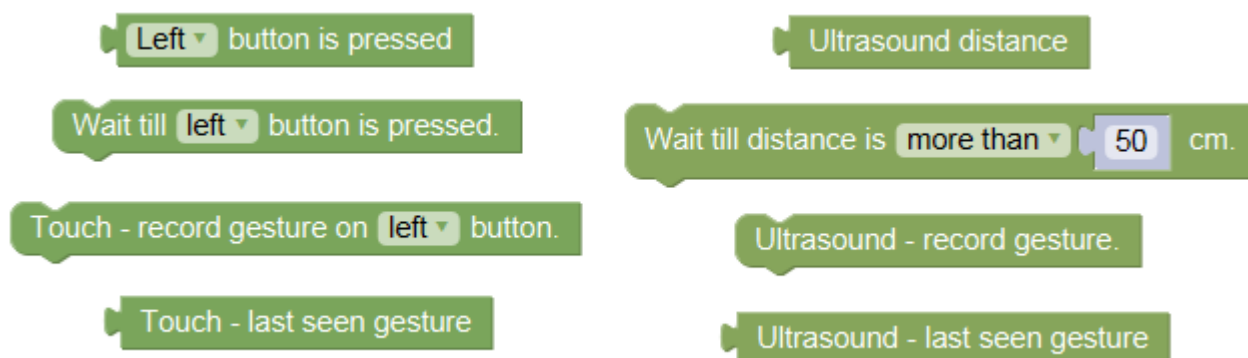 Left button is pressed
Wait till left button is pressed.
Touch - record gesture on left button.
Touch - last seen gesture
Ultrasound distance
Wait till distance is more than 50 cm.
Ultrasound - record gesture.
Ultrasound - last seen gesture